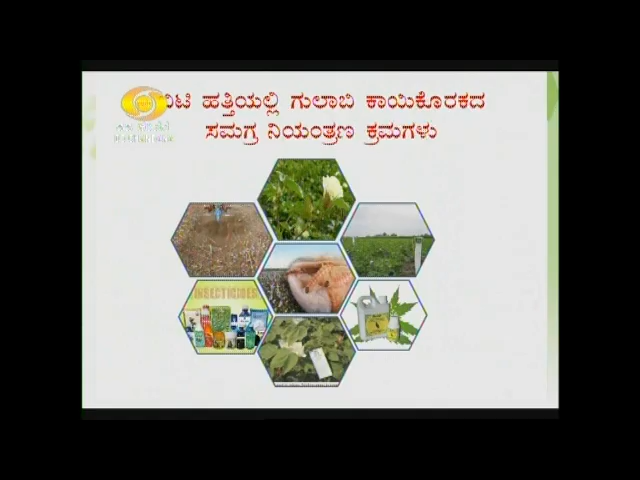 ಬಿಟಿ ಹತ್ತಿಯಲ್ಲಿ ಗುಲಾಬಿ ಕಾಯಿಕೊರಕದ
ಸಮಗ್ರ ನಿಯಂತ್ರಣ ಕ್ರಮಗಳು
INSECTICIDES